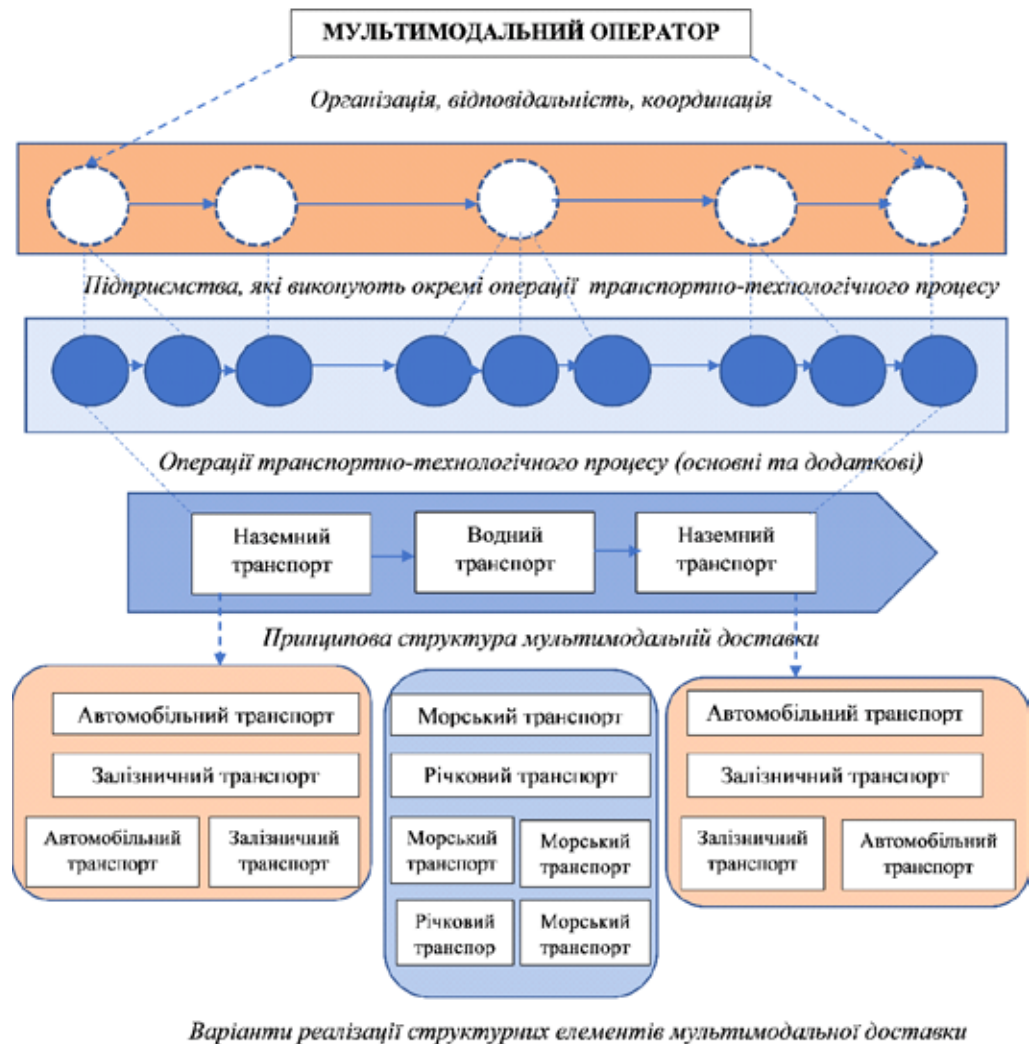 МУЛЬТИМОДАЛЬНИЙ ОПЕРАТОР
Організація, відповідальність, координація
Підприємства, які виконують окремі операції транспортно-технологічного процесу
Операції транспортно-технологічного процесу (основні та додаткові)
Наземний
транспорт
Водний
транспорт
Наземний
транспорт
Принципова структура мультимодальній доставки
Автомобільний транспорт
Залізничний транспорт
Автомобільний
транспорт
Залізничний
транспорт
Морський транспорт
Річковий транспорт
Морський
транспорт
Морський
транспорт
Річковий
транспор
Морський
транспорт
Автомобільний транспорт
Залізничний транспорт
Залізничний
транспорт
Автомобільний
транспорт
Варіанти реалізації структурних елементів мультимодальної доставки